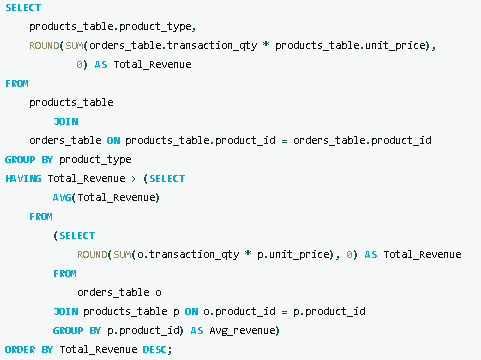 SELECT
products_table.product_type,
ROUND(SUM(orders_table.transaction_qty * products_table.unit_price),
0) AS Total_Revenue
FROM
products_table
JOIN
orders_table ON products_table.product_id = orders_table.product_id
GROUP BY product_type
HAVING Total_Revenue > (SELECT
AVG(Total_Revenue)
FROM
(SELECT
ROUND(SUM(o.transaction_qty * p.unit_price), 0) AS Total_Revenue
FROM
orders_table o
JOIN products_table p ON o.product_id = p.product_id
GROUP BY p.product_id) AS Avg_revenue)
ORDER BY Total_Revenue DESC;